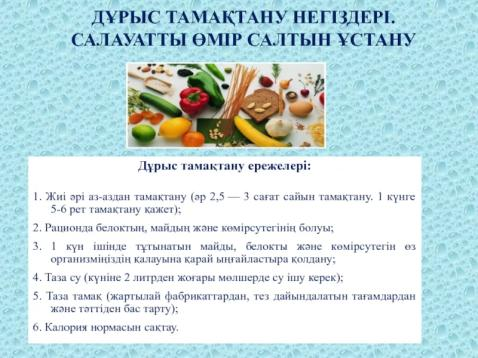 ДҰРЫС ТАМАҚТАНУ НЕГІЗДЕРІ.
САЛАУАТТЫ ӨМІР САЛТЫН ҰСТАНУ
Дұрыс тамақтану ережелері:
1. Жиі әрі аз-аздан тамақтану (әр 2,5 — 3 сағат сайын тамақтану. 1 күнге
5-6 рет тамақтану қажет);
2. Рационда белоктың, майдың және көмірсутегінің болуы;
3. 1 күн ішінде тұтынатын майды, белокты және көмірсутегін өз
организміңіздің қалауына қарай ыңғайластыра қолдану;
4. Таза су (күніне 2 литрден жоғары мөлшерде су ішу керек);
5. Таза тамақ (жартылай фабрикаттардан, тез дайындалатын тағамдардан
және тәттіден бас тарту);
6. Калория нормасын сақтау.